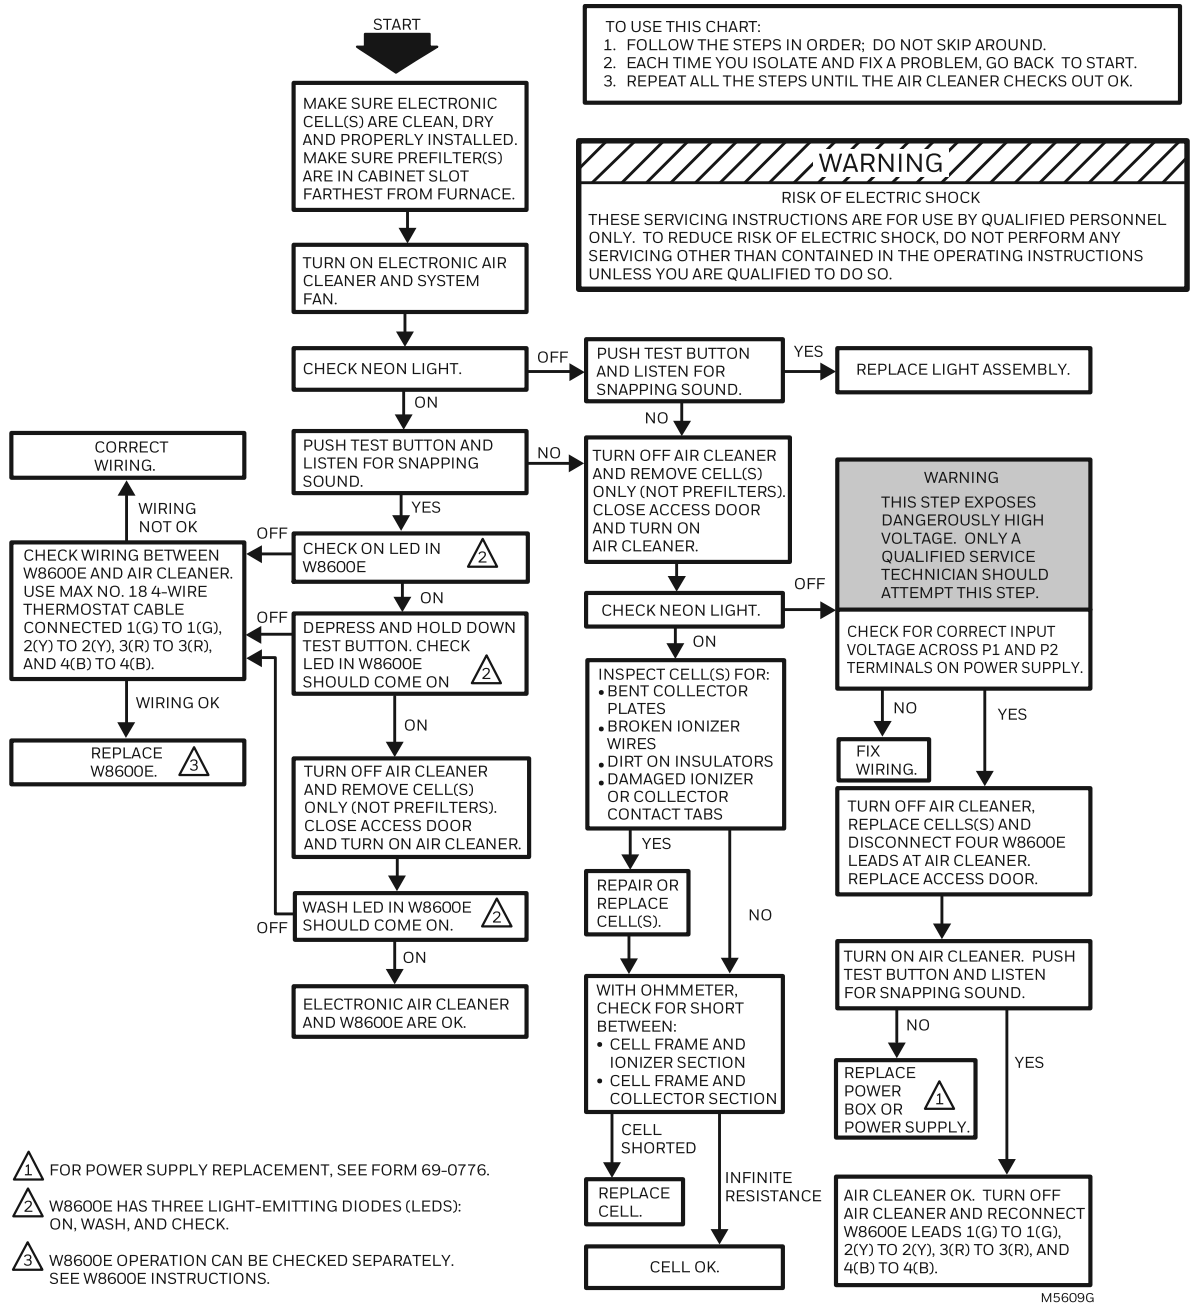 START
TO USE THIS CHART:
1. FOLLOW THE STEPS IN ORDER; DO NOT SKIP AROUND.
2. EACH TIME YOU ISOLATE AND FIX A PROBLEM, GO BACK TO START.
3. REPEAT ALL THE STEPS UNTIL THE AIR CLEANER CHECKS OUT OK.
WARNING
RISK OF ELECTRIC SHOCK
THESE SERVICING INSTRUCTIONS ARE FOR USE BY QUALIFIED PERSONNEL
ONLY. TO REDUCE RISK OF ELECTRIC SHOCK, DO NOT PERFORM ANY
SERVICING OTHER THAN CONTAINED IN THE OPERATING INSTRUCTIONS
UNLESS YOU ARE QUALIFIED TO DO SO.
MAKE SURE ELECTRONIC
CELL(S) ARE CLEAN, DRY
AND PROPERLY INSTALLED.
MAKE SURE PREFILTER(S)
ARE IN CABINET SLOT
FARTHEST FROM FURNACE.
TURN ON ELECTRONIC AIR
CLEANER AND SYSTEM
FAN.
CHECK NEON LIGHT.
OFF
ON
PUSH TEST BUTTON AND
LISTEN FOR SNAPPING
SOUND.
NO
YES
CHECK ON LED IN
W8600E
2
OFF
ON
DEPRESS AND HOLD DOWN
TEST BUTTON. CHECK
LED IN W8600E
SHOULD COME ON
2
OFF
ON
TURN OFF AIR CLEANER
AND REMOVE CELL(S)
ONLY (NOT PREFILTERS).
CLOSE ACCESS DOOR
AND TURN ON AIR CLEANER.
WASH LED IN W8600E
SHOULD COME ON.
2
OFF
ON
ELECTRONIC AIR CLEANER
AND W8600E ARE OK.
CORRECT
WIRING.
WIRING
NOT OK
CHECK WIRING BETWEEN
W8600E AND AIR CLEANER.
USE MAX NO. 18 4-WIRE
THERMOSTAT CABLE
CONNECTED 1(G) TO 1(G),
2(Y) TO 2(Y), 3(R) TO 3(R),
AND 4(B) TO 4(B).
WIRING OK
REPLACE
W8600E.
3
PUSH TEST BUTTON
AND LISTEN FOR
SNAPPING SOUND.
YES
REPLACE LIGHT ASSEMBLY.
NO
TURN OFF AIR CLEANER
AND REMOVE CELL(S)
ONLY (NOT PREFILTERS).
CLOSE ACCESS DOOR
AND TURN ON
AIR CLEANER.
CHECK NEON LIGHT.
OFF
ON
INSPECT CELL(S) FOR:
• BENT COLLECTOR
PLATES
• BROKEN IONIZER
WIRES
• DIRT ON INSULATORS
• DAMAGED IONIZER
OR COLLECTOR
CONTACT TABS
YES
NO
REPAIR OR
REPLACE
CELL(S).
WITH OHMMETER,
CHECK FOR SHORT
BETWEEN:
• CELL FRAME AND
IONIZER SECTION
• CELL FRAME AND
COLLECTOR SECTION
CELL
SHORTED
INFINITE
RESISTANCE
REPLACE
CELL.
CELL OK.
WARNING
THIS STEP EXPOSES
DANGEROUSLY HIGH
VOLTAGE. ONLY A
QUALIFIED SERVICE
TECHNICIAN SHOULD
ATTEMPT THIS STEP.
CHECK FOR CORRECT INPUT
VOLTAGE ACROSS P1 AND P2
TERMINALS ON POWER SUPPLY.
NO
YES
FIX
WIRING.
TURN OFF AIR CLEANER,
REPLACE CELLS(S) AND
DISCONNECT FOUR W8600E
LEADS AT AIR CLEANER.
REPLACE ACCESS DOOR.
TURN ON AIR CLEANER. PUSH
TEST BUTTON AND LISTEN
FOR SNAPPING SOUND.
NO
YES
REPLACE
POWER
BOX OR
POWER SUPPLY.
1
AIR CLEANER OK. TURN OFF
AIR CLEANER AND RECONNECT
W8600E LEADS 1(G) TO 1(G),
2(Y) TO 2(Y), 3(R) TO 3(R), AND
4(B) TO 4(B).
1 FOR POWER SUPPLY REPLACEMENT, SEE FORM 69-0776.
2 W8600E HAS THREE LIGHT-EMITTING DIODES (LEDS):
ON, WASH, AND CHECK.
3 W8600E OPERATION CAN BE CHECKED SEPARATELY.
SEE W8600E INSTRUCTIONS.
M5609G